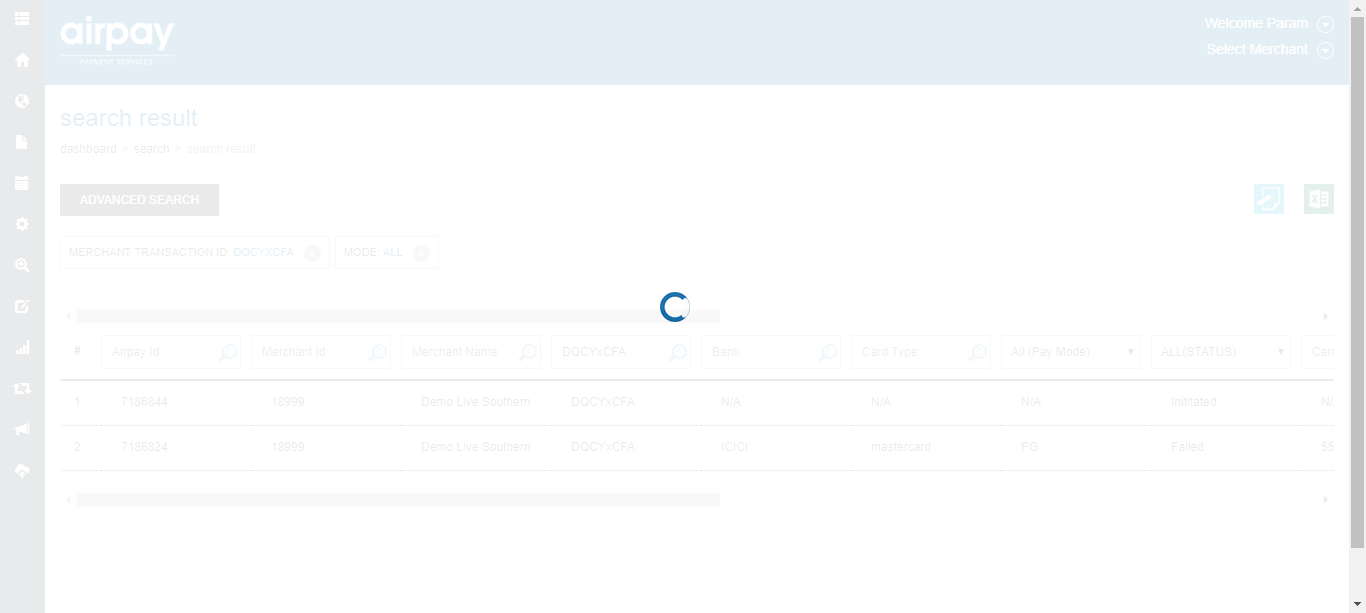 airpay
PAYMENT SERVICES
Welcome Param
Select Merchant
search result
dashboard > search > search result
ADVANCED SEARCH
MERCHANT TRANSACTION ID: DQCYXCFA
MODE: ALL
# Airpay Id Merchant Id Merchant Name DQCYxCFA Bank Card Type All (Pay Mode) ALL(STATUS)
1 7186844 18999 Demo Live Southern DQCYxCFA N/A N/A N/A Inititated N/
2 7186824 18999 Demo Live Southern DQCYxCFA ICICI mastercard PG Failed 55